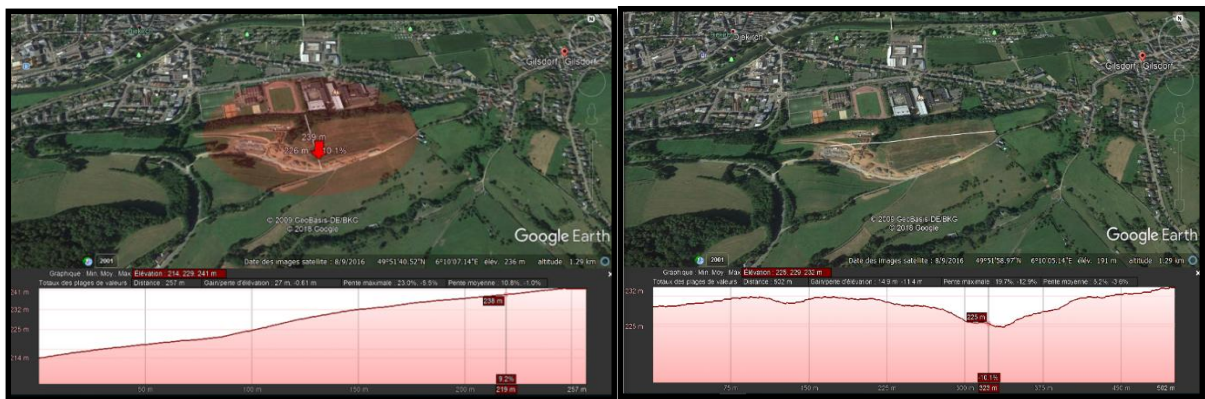 Diekirch
Gilsdorf
Gilsdorf
239 m
226 m
10.1%
© 2009 GeoBasis-DE/BKG
© 2018 Google
Google Earth
2001
Date des images satellite : 8/9/2016 49°51'40.52"N 6°10'07.14"E élév. 236 m altitude 1.29 km
Graphique : Min, Moy., Max Élévation : 214, 229, 241 m
Totaux des plages de valeurs Distance : 257 m Gain/perte d'élévation : 27 m, -0.61 m Pente maximale : 23.0%, -5.5% Pente moyenne : 10.8%, -1.0%
241 m
238 m
232 m
225 m
214 m
9.2%
50 m
100 m
150 m
200 m
219 m
257 m
Diekirch
Gilsdorf
Gilsdorf
© 2009 GeoBasis-DE/BKG
© 2018 Google
Google Earth
2001
Date des images satellite : 8/9/2016 49°51'58.97"N 6°10'05.14"E élév. 191 m altitude 1.29 km
Graphique : Min, Moy., Max Élévation : 225, 229, 232 m
Totaux des plages de valeurs Distance : 502 m Gain/perte d'élévation : 14.9 m, -11.4 m Pente maximale : 19.7%, -12.9% Pente moyenne : 5.2%, -3.6%
232 m
225 m
225 m
-10.1%
75 m
150 m
225 m
300 m
323 m
375 m
450 m
502 m